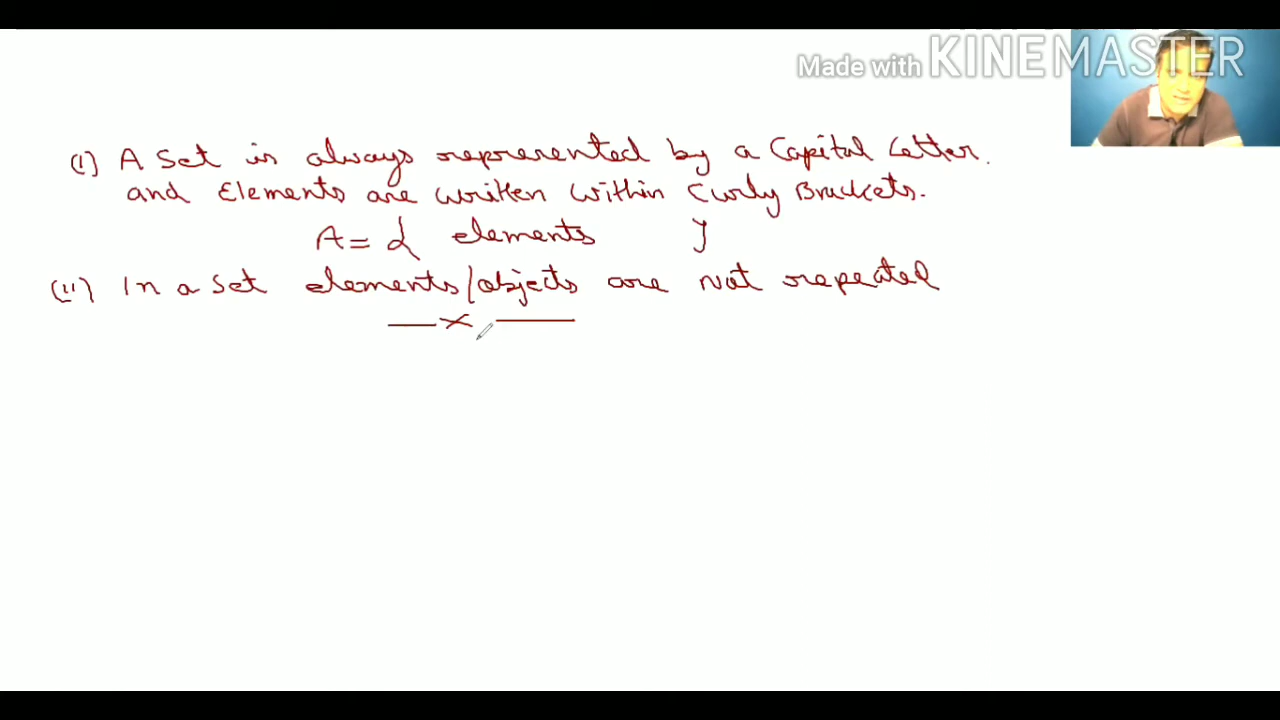 Made with KINEMASTER
(i) A Set is always represented by a Capital Letter.
and Elements are written within Curly Brackets.
A = { elements }
(ii) In a Set elements/objects are not repeated
— x —